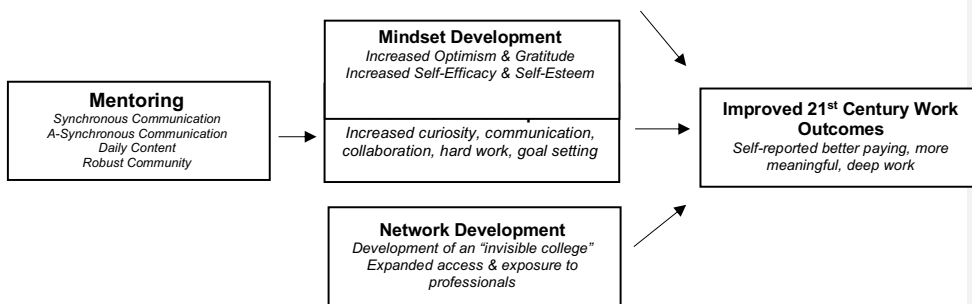 Mindset Development
Increased Optimism & Gratitude
Increased Self-Efficacy & Self-Esteem
Mentoring
Synchronous Communication
A-Synchronous Communication
Daily Content
Robust Community
Increased curiosity, communication,
collaboration, hard work, goal setting
Improved 21st Century Work
Outcomes
Self-reported better paying, more
meaningful, deep work
Network Development
Development of an “invisible college”
Expanded access & exposure to
professionals